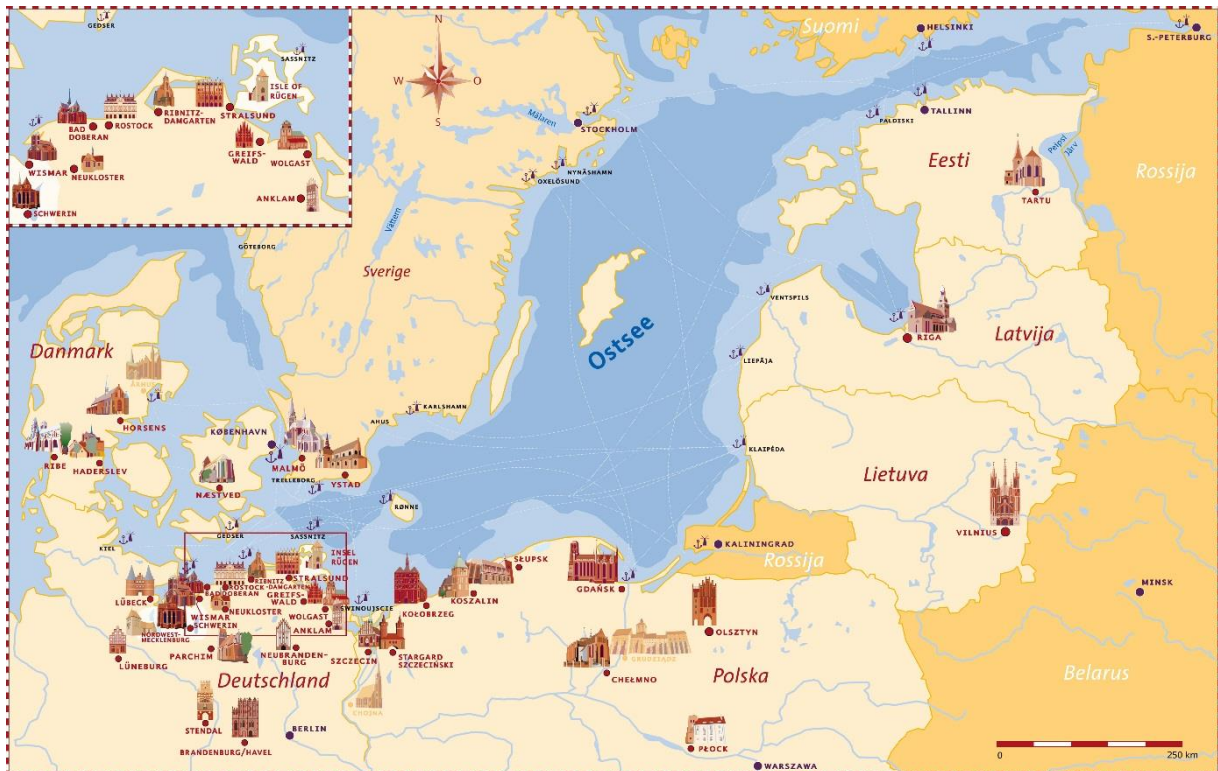 GEDSER
SASSNITZ
ISLE OF
RÜGEN
STRALSUND
RIBNITZ-
DAMGARTEN
ROSTOCK
BAD
DOBERAN
WISMAR
NEUKLOSTER
GREIFS-
WALD
WOLGAST
ANKLAM
SCHWERIN
N
W
O
S
Suomi
HELSINKI
S.-PETERBURG
Mälaren
STOCKHOLM
PALDISKI
TALLINN
Eesti
Peipsi
Järv
Rossija
TARTU
NYNÄSHAMN
OXELÖSUND
Vättern
GÖTEBORG
Sverige
VENTSPILS
RIGA
Latvija
Ostsee
LIEPĀJA
Danmark
ÅRHUS
HORSENS
KARLSHAMN
AHUS
KØBENHAVN
MALMÖ
RIBE
HADERSLEV
NÆSTVED
TRELLEBORG
YSTAD
KLAIPĖDA
Lietuva
VILNIUS
RØNNE
KIEL
GEDSER
SASSNITZ
KALININGRAD
Rossija
INSEL
RÜGEN
STRALSUND
RIBNITZ
-DAMGARTEN
ROSTOCK
BAD DOBERAN
GREIFS-
WALD
NEUKLOSTER
WOLGAST
ANKLAM
LÜBECK
WISMAR
SCHWERIN
NORDWEST-
MECKLENBURG
SWINOUJSCIE
KOŁOBRZEG
KOSZALIN
SŁUPSK
GDAŃSK
MINSK
OLSZTYN
LÜNEBURG
PARCHIM
NEUBRANDEN-
BURG
SZCZECIN
STARGARD
SZCZECIŃSKI
GRUDZIĄDZ
CHEŁMNO
Polska
Belarus
Deutschland
CHOJNA
STENDAL
BRANDENBURG/HAVEL
BERLIN
PŁOCK
WARSZAWA
0
250 km